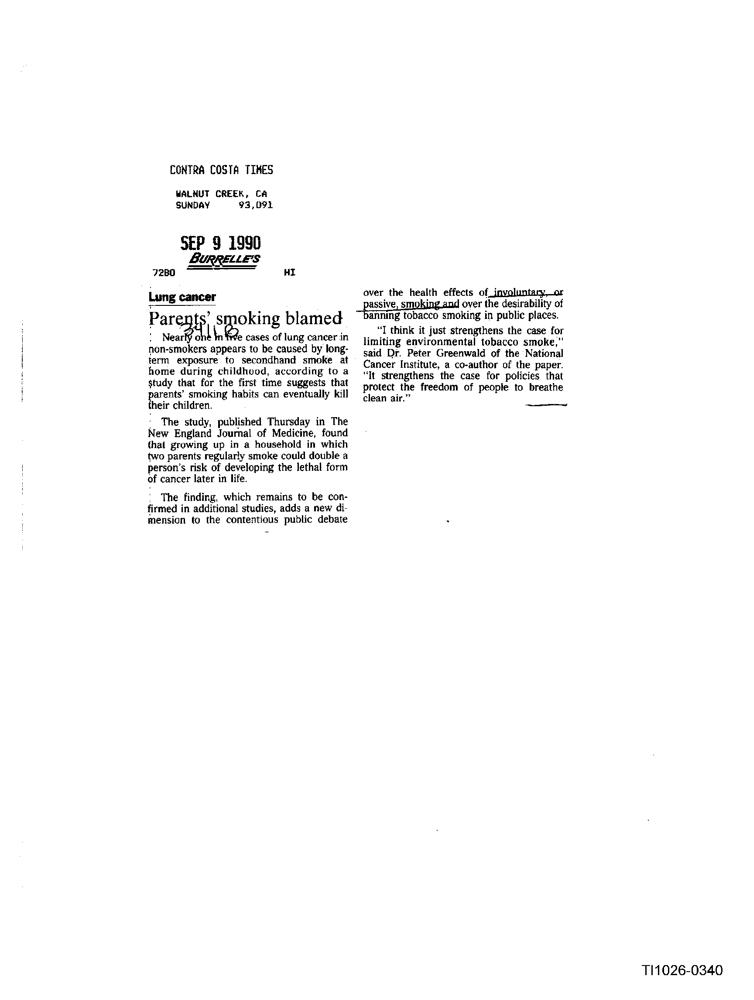 CONTRA COSTA TIMES
WALNUT CREEK, CA
SUNDAY 93,091
SEP 9 1990
BURRELLE'S
72BO HI
Lung cancer
Parents' smoking blamed
Nearly one in five cases of lung cancer in
non-smokers appears to be caused by long-
term exposure to secondhand smoke at
home during childhood, according to a
study that for the first time suggests that
parents' smoking habits can eventually kill
their children.
The study, published Thursday in The
New England Journal of Medicine, found
that growing up in a household in which
two parents regularly smoke could double a
person's risk of developing the lethal form
of cancer later in life.
The finding, which remains to be con-
firmed in additional studies, adds a new di-
mension to the contentious public debate
over the health effects of involuntary, or
passive, smoking and over the desirability of
banning tobacco smoking in public places.
"I think it just strengthens the case for
limiting environmental tobacco smoke,"
said Dr. Peter Greenwald of the National
Cancer Institute, a co-author of the paper.
"It strengthens the case for policies that
protect the freedom of people to breathe
clean air."
TI1026-0340